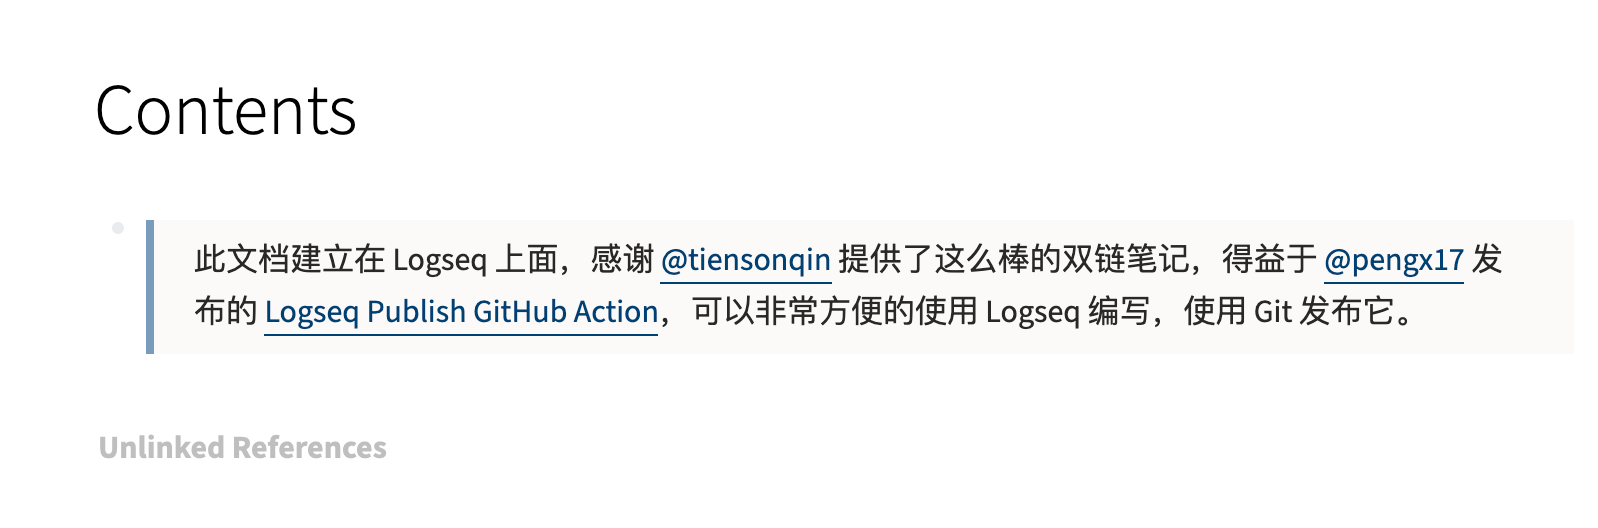 Contents
此文档建立在 Logseq 上面，感谢 @tiensonqin 提供了这么棒的双链笔记，得益于 @pengx17 发
布的 Logseq Publish GitHub Action，可以非常方便的使用 Logseq 编写，使用 Git 发布它。
Unlinked References